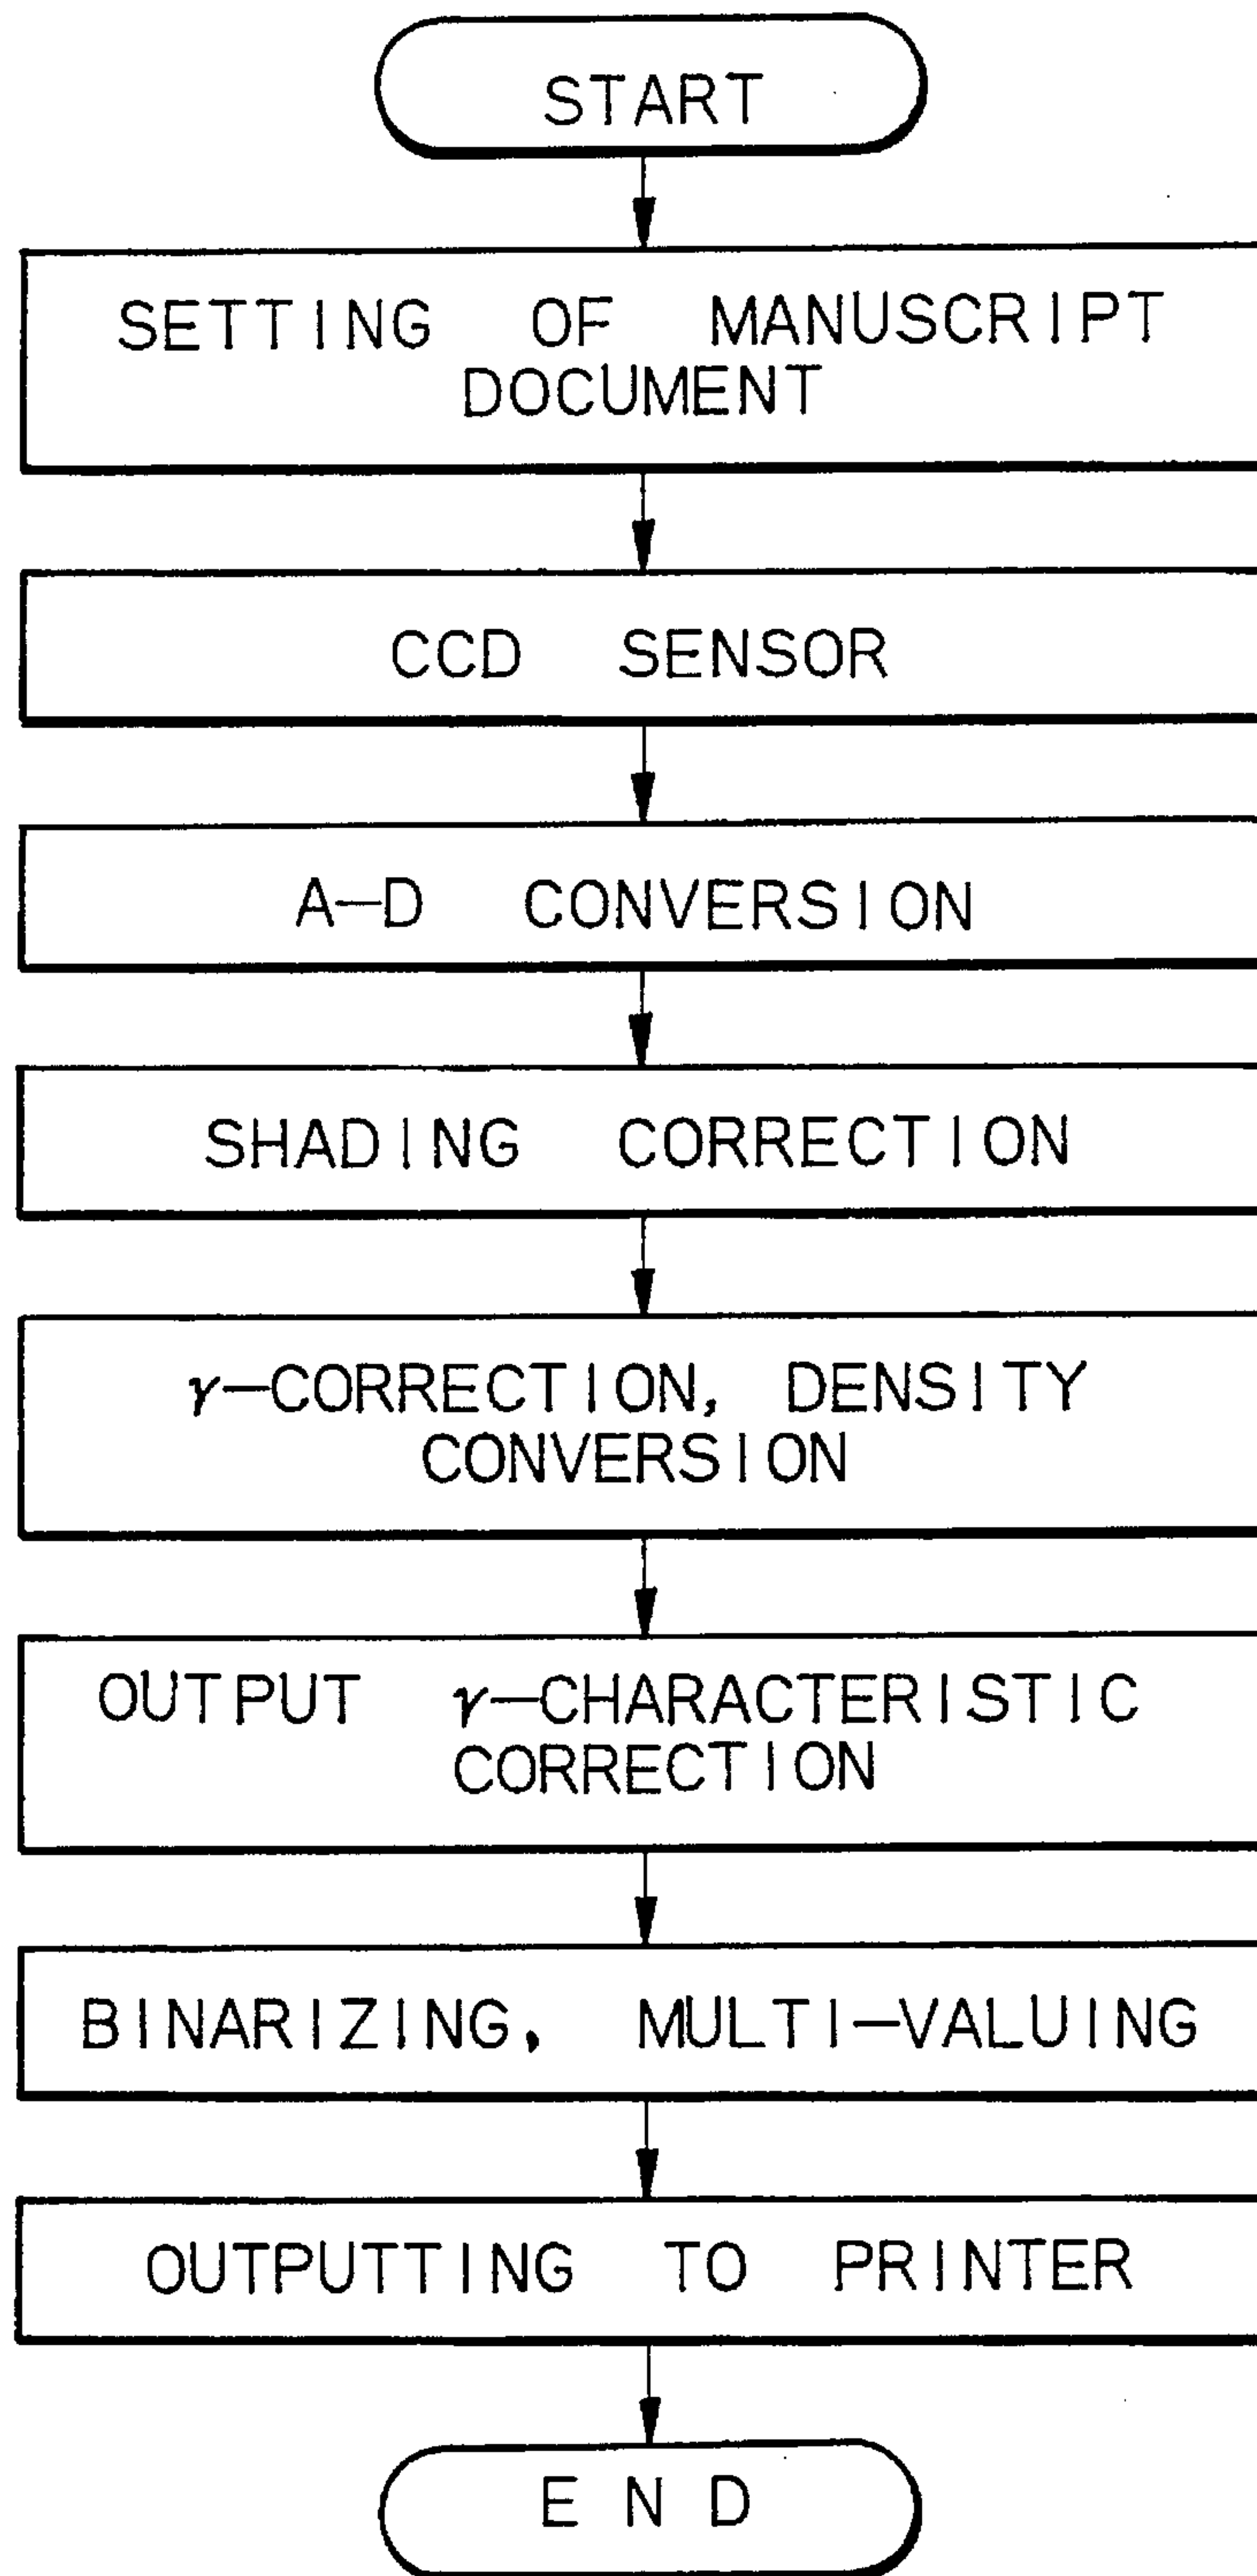 START
SETTING OF MANUSCRIPT
DOCUMENT
CCD SENSOR
A-D CONVERSION
SHADING CORRECTION
γ-CORRECTION, DENSITY
CONVERSION
OUTPUT γ-CHARACTERISTIC
CORRECTION
BINARIZING, MULTI-VALUING
OUTPUTTING TO PRINTER
END